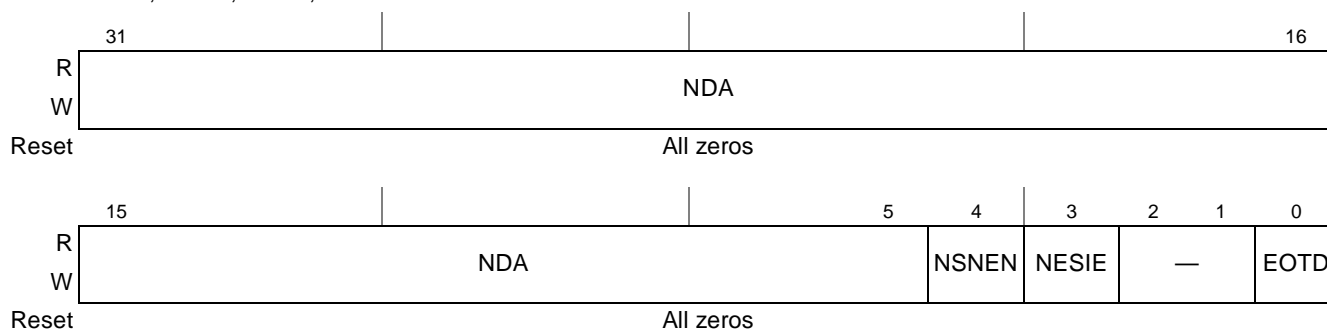 31 16
R
NDA
W
Reset All zeros
15 5 4 3 2 1 0
R
NDA NSNEN NESIE — EOTD
W
Reset All zeros